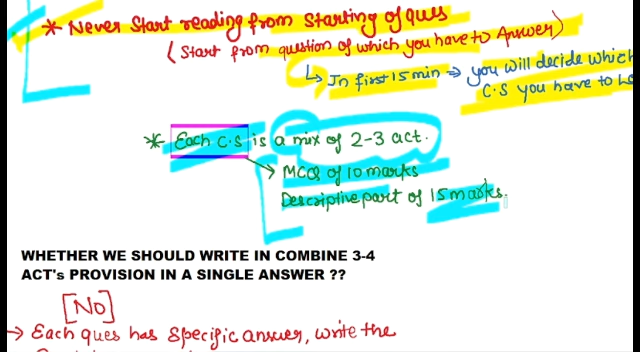 * Never Start reading from Starting of ques
(Start from question of which you have to Answer)
↳ In first 15 min ⇒ you will decide which
C.S you have to
* Each C.S is a mix of 2-3 act.
→ MCQs of 10 marks
Descriptive part of 15 marks.
WHETHER WE SHOULD WRITE IN COMBINE 3-4
ACT's PROVISION IN A SINGLE ANSWER ??
[No]
→ Each ques has specific answer, write the